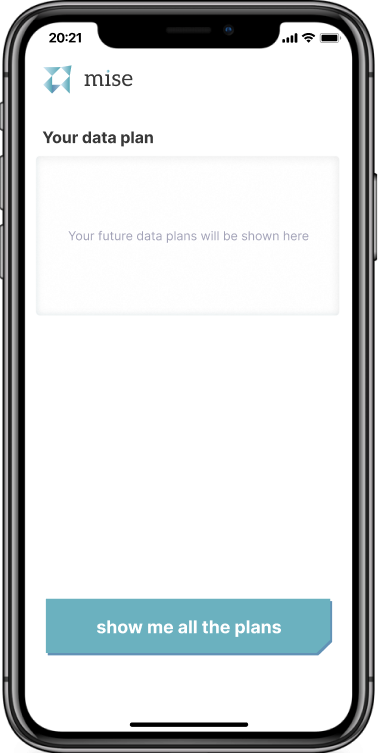 20:21
mise
Your data plan
Your future data plans will be shown here
show me all the plans